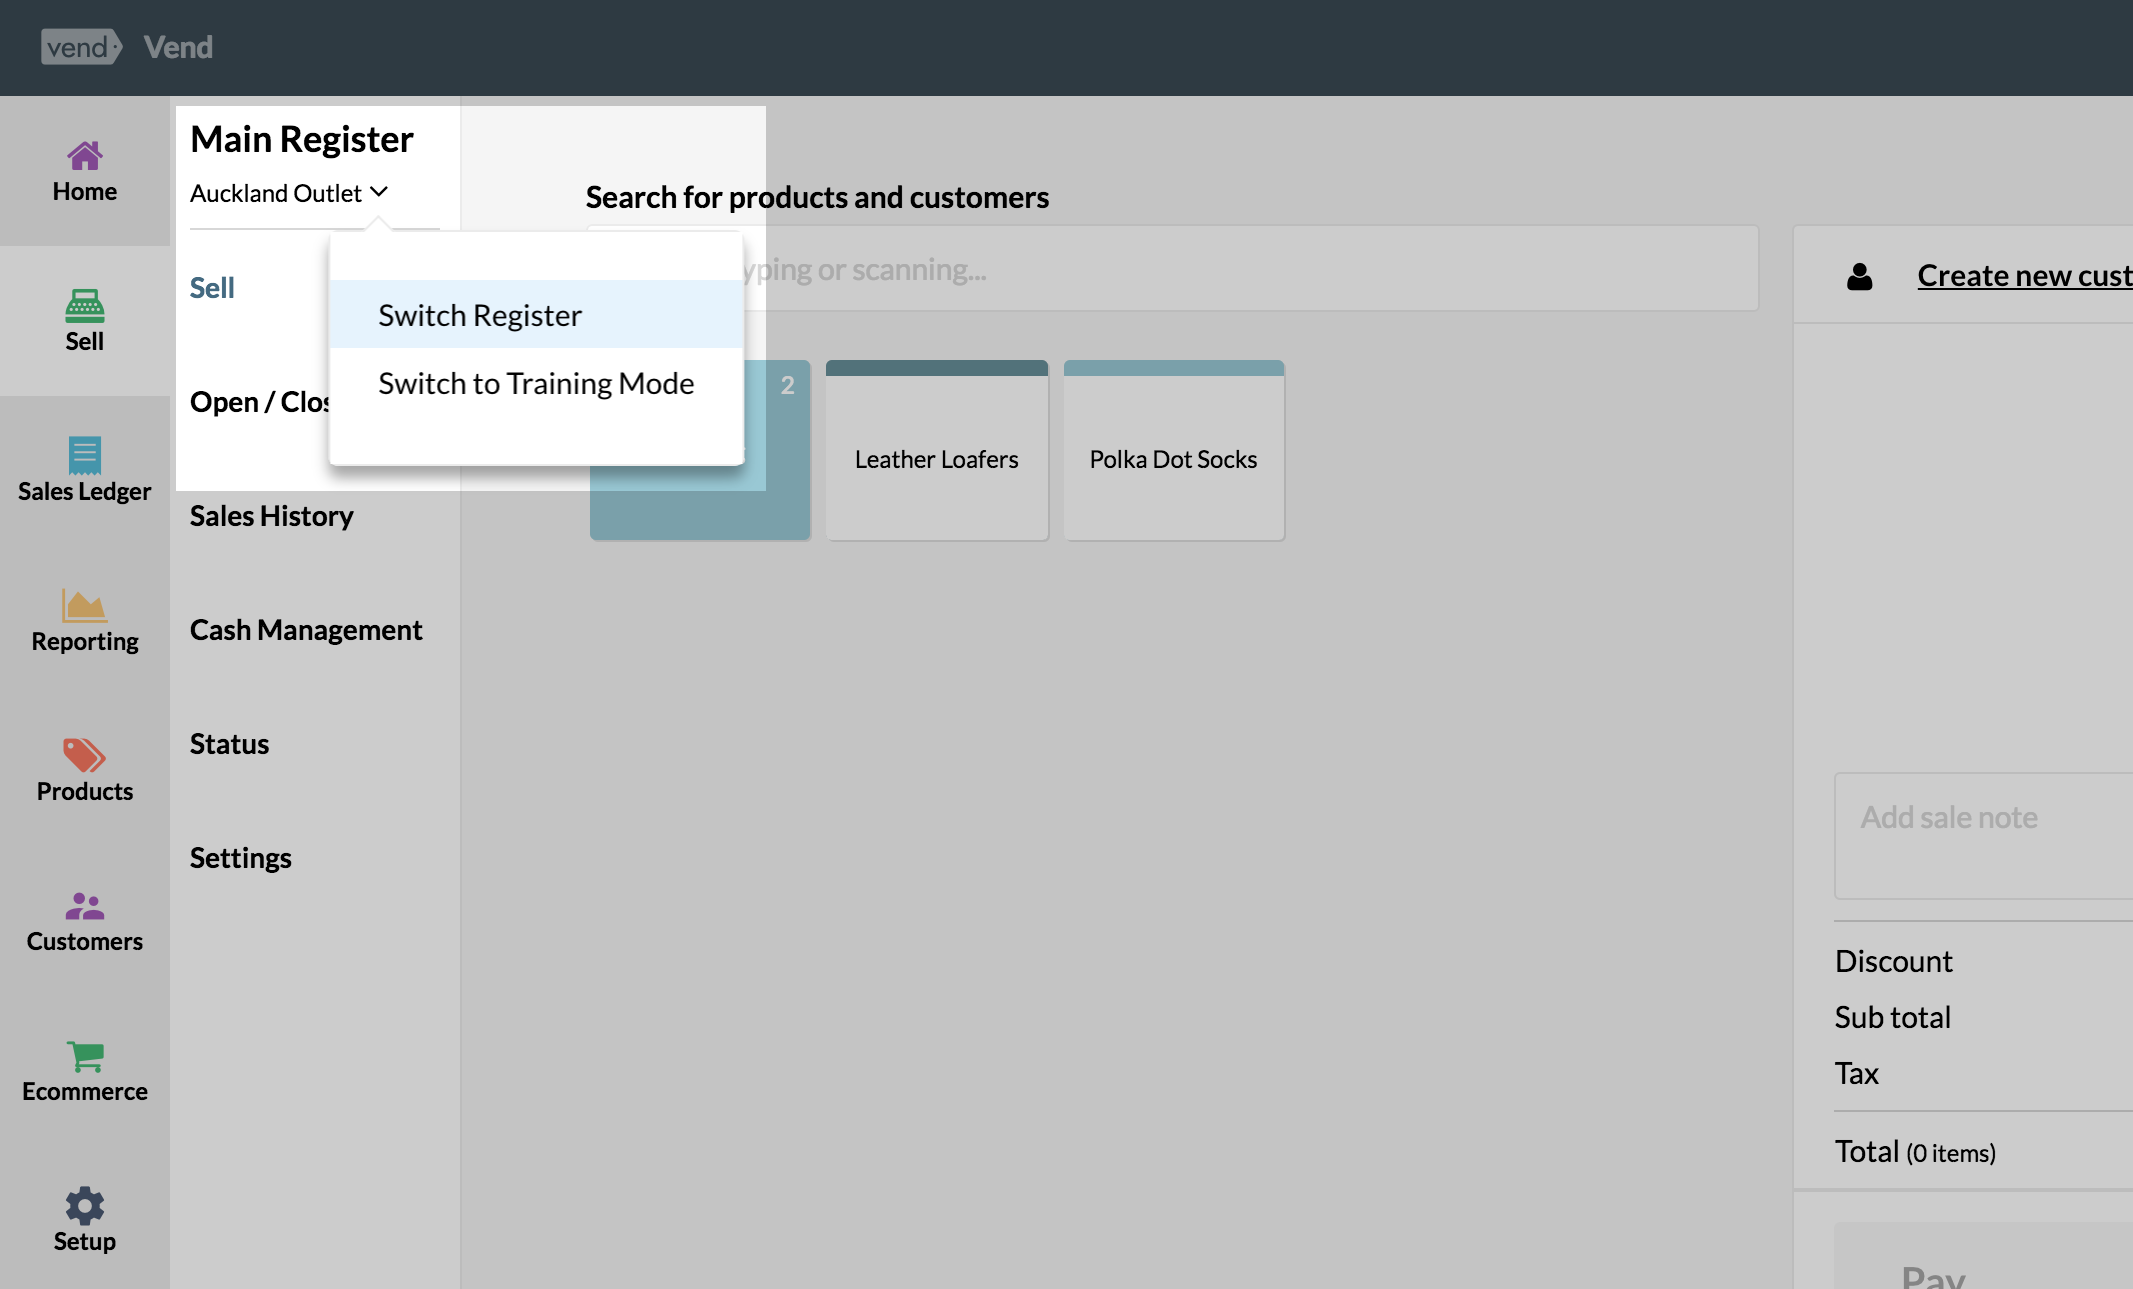 vend Vend
Home
Sell
Sales Ledger
Reporting
Products
Customers
Ecommerce
Setup
Main Register
Auckland Outlet
Switch Register
Switch to Training Mode
Sell
Open / Clos
Sales History
Cash Management
Status
Settings
Search for products and customers
yping or scanning...
2
Leather Loafers
Polka Dot Socks
Create new cust
Add sale note
Discount
Sub total
Tax
Total (0 items)
Pay